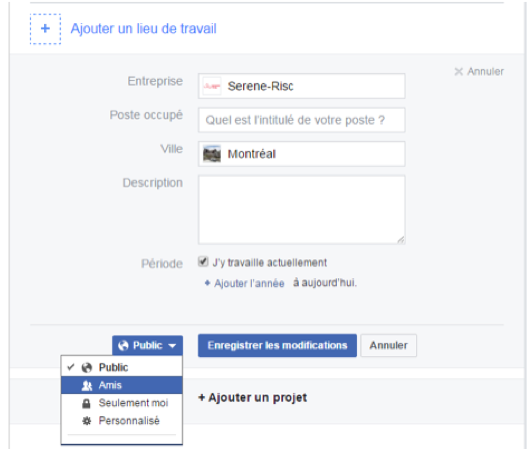 + Ajouter un lieu de travail
Annuler
Entreprise Serene-Risc
Poste occupé Quel est l'intitulé de votre poste ?
Ville Montréal
Description
Période J'y travaille actuellement
+ Ajouter l'année à aujourd'hui.
Public Enregistrer les modifications Annuler
✓ Public
Amis
Seulement moi
Personnalisé
+ Ajouter un projet